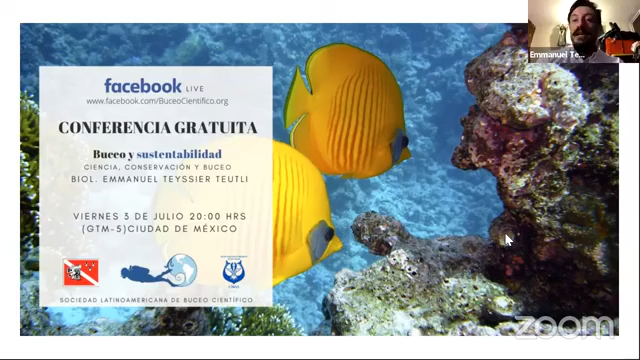 Emmanuel Te...
facebook LIVE
www.facebook.com/BuceoCientifico.org
CONFERENCIA GRATUITA
Buceo y sustentabilidad
CIENCIA, CONSERVACIÓN Y BUCEO
BIOL. EMMANUEL TEYSSIER TEUTLI
VIERNES 3 DE JULIO 20:00 HRS
(GTM-5)CIUDAD DE MÉXICO
SOCIEDAD LATINOAMERICANA DE BUCEO CIENTÍFICO
zoom